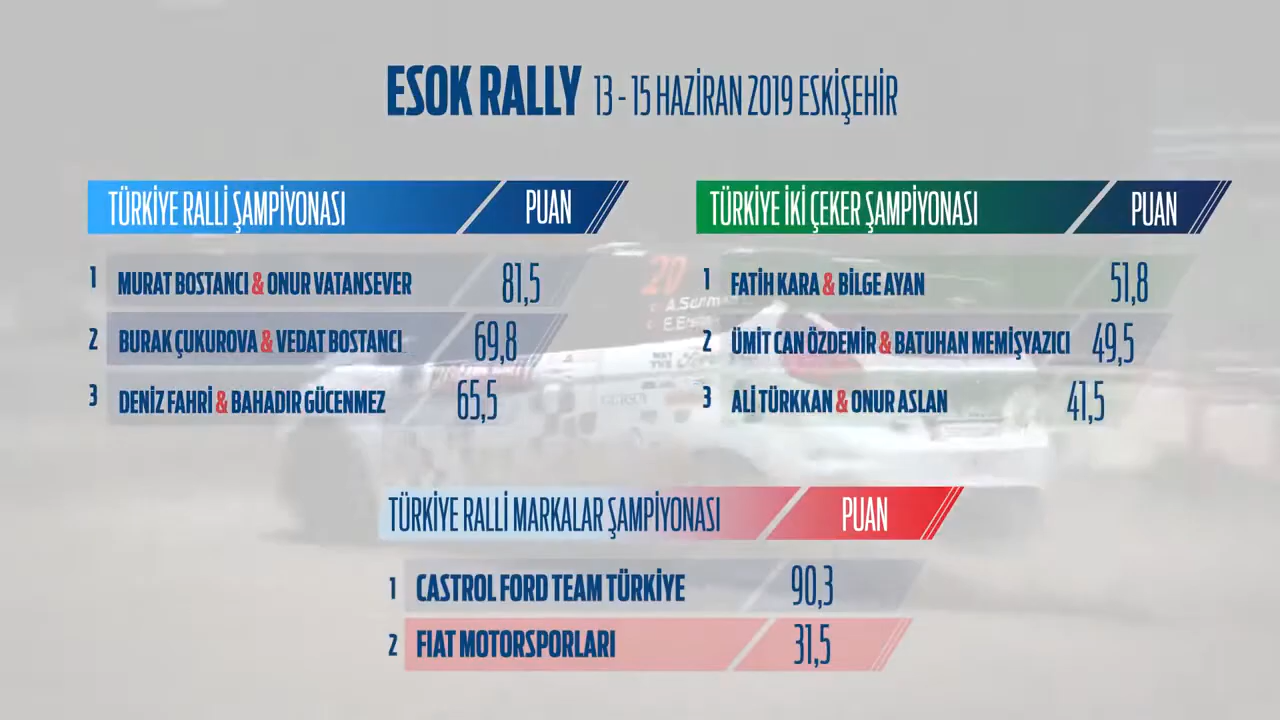 ESOK RALLY 13 - 15 HAZİRAN 2019 ESKİŞEHİR
TÜRKİYE RALLİ ŞAMPİYONASI PUAN
1 MURAT BOSTANCI & ONUR VATANSEVER 81,5
2 BURAK ÇUKUROVA & VEDAT BOSTANCI 69,8
3 DENİZ FAHRİ & BAHADIR GÜCENMEZ 65,5
TÜRKİYE İKİ ÇEKER ŞAMPİYONASI PUAN
1 FATİH KARA & BİLGE AYAN 51,8
2 ÜMİT CAN ÖZDEMİR & BATUHAN MEMİŞYAZICI 49,5
3 ALİ TÜRKKAN & ONUR ASLAN 41,5
20
TÜRKİYE RALLİ MARKALAR ŞAMPİYONASI PUAN
1 CASTROL FORD TEAM TÜRKİYE 90,3
2 FIAT MOTORSPORLARI 31,5